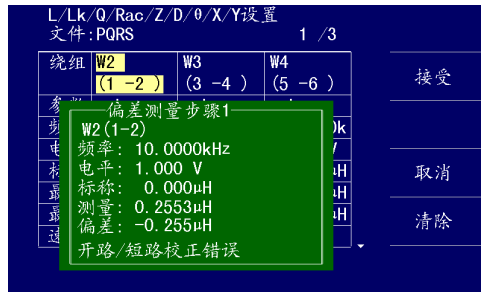 L/Lk/Q/Rac/Z/D/θ/X/Y设置
文件:PQRS 1 /3
绕组 W2 W3 W4
(1 -2 ) (3 -4 ) (5 -6 )
偏差测量步骤1
W2(1-2)
频率: 10.0000kHz
电平: 1.000 V
标称: 0.000μH
测量: 0.2553μH
偏差: -0.255μH
开路/短路校正错误
接受
取消
清除